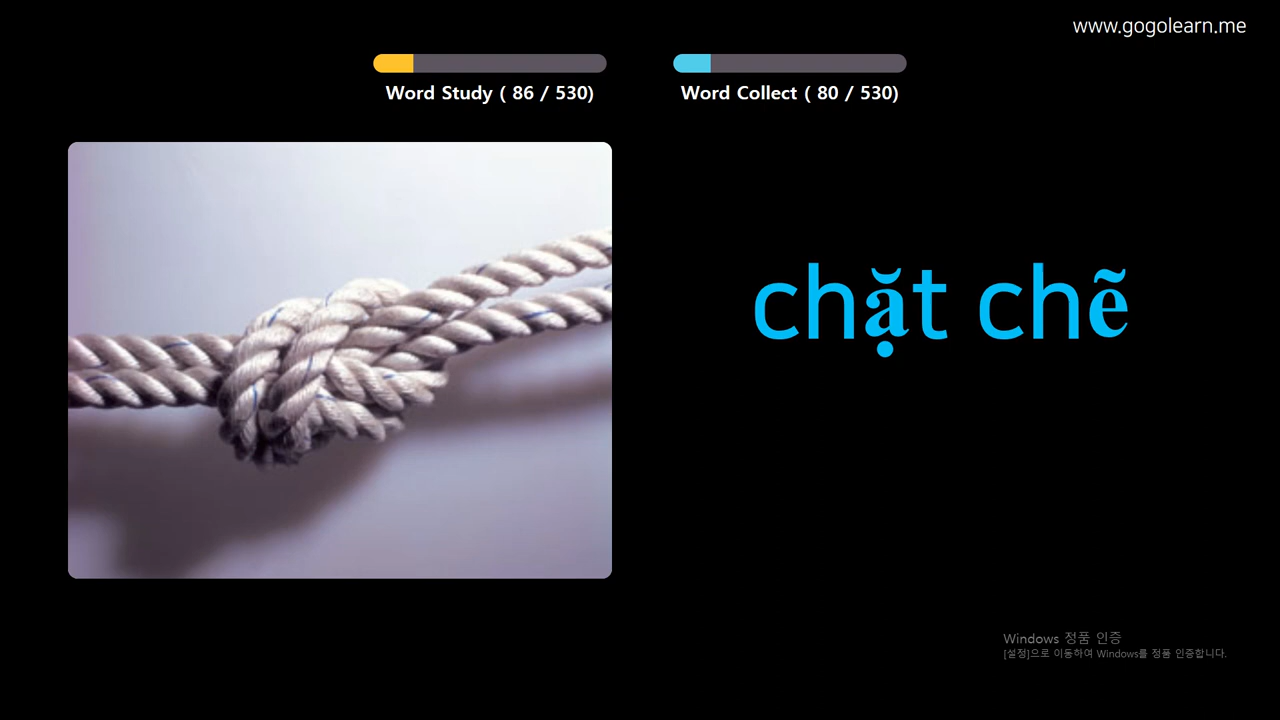 www.gogolearn.me
Word Study ( 86 / 530)
Word Collect ( 80 / 530)
chặt chẽ
Windows 정품 인증
[설정]으로 이동하여 Windows를 정품 인증합니다.